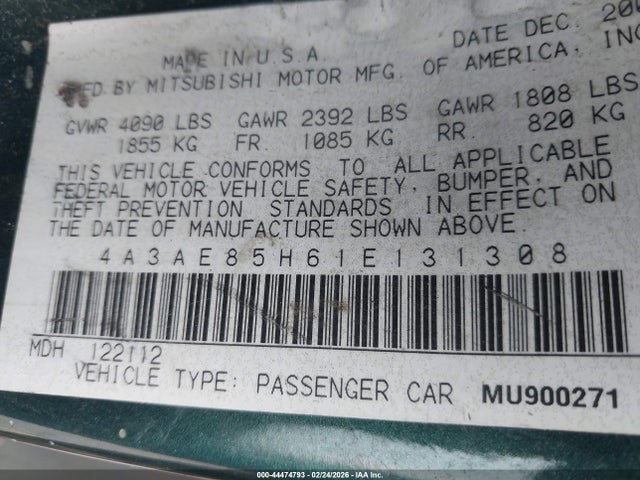 MADE IN U.S.A. DATE DEC.
MFD.BY MITSUBISHI MOTOR MFG. OF AMERICA, INC
GVWR 4090 LBS GAWR 2392 LBS GAWR 1808 LBS
1855 KG FR. 1085 KG RR. 820 KG
THIS VEHICLE CONFORMS TO ALL APPLICABLE
FEDERAL MOTOR VEHICLE SAFETY, BUMPER, AND
THEFT PREVENTION STANDARDS IN EFFECT ON
THE DATE OF MANUFACTURE SHOWN ABOVE.
4A3AE85H61E131308
MDH 122112
VEHICLE TYPE: PASSENGER CAR MU900271
000-44474793 - 02/24/2026 - IAA Inc.